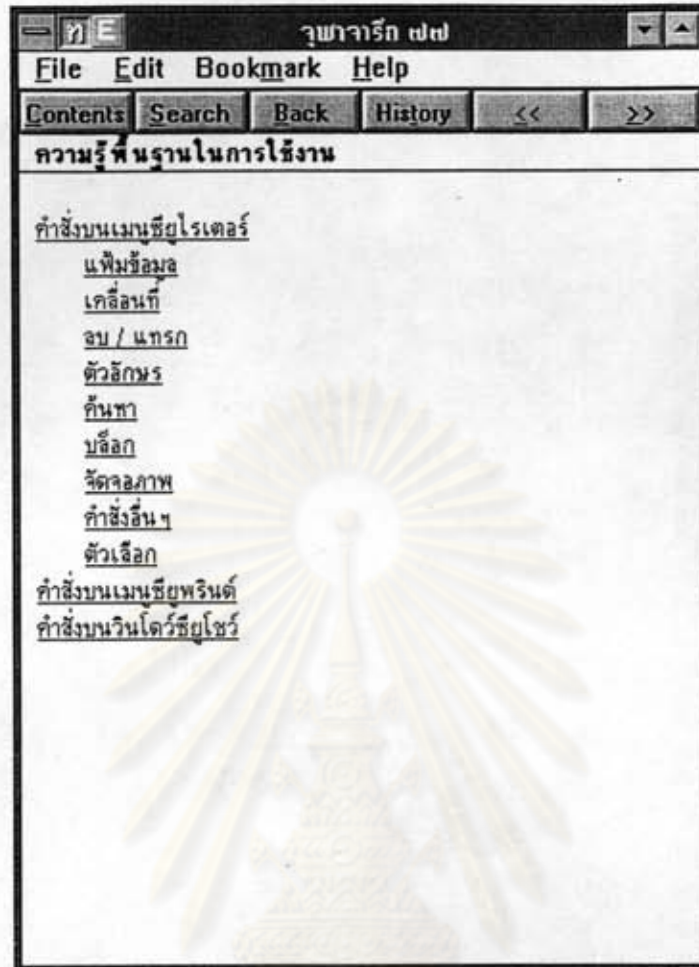 ท E จุฬาจารึก ๗๗
File Edit Bookmark Help
Contents Search Back History << >>
ความรู้พื้นฐานในการใช้งาน
คำสั่งบนเมนูซียูไรเตอร์
แฟ้มข้อมูล
เคลื่อนที่
ลบ / แทรก
ตัวอักษร
ค้นหา
บล็อก
จัดจอภาพ
คำสั่งอื่นๆ
ตัวเลือก
คำสั่งบนเมนูซียูพรินต์
คำสั่งบนวินโดว์ซียูโชว์